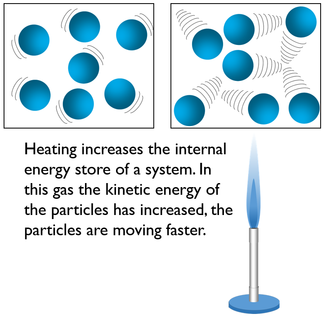 Heating increases the internal
energy store of a system. In
this gas the kinetic energy of
the particles has increased, the
particles are moving faster.